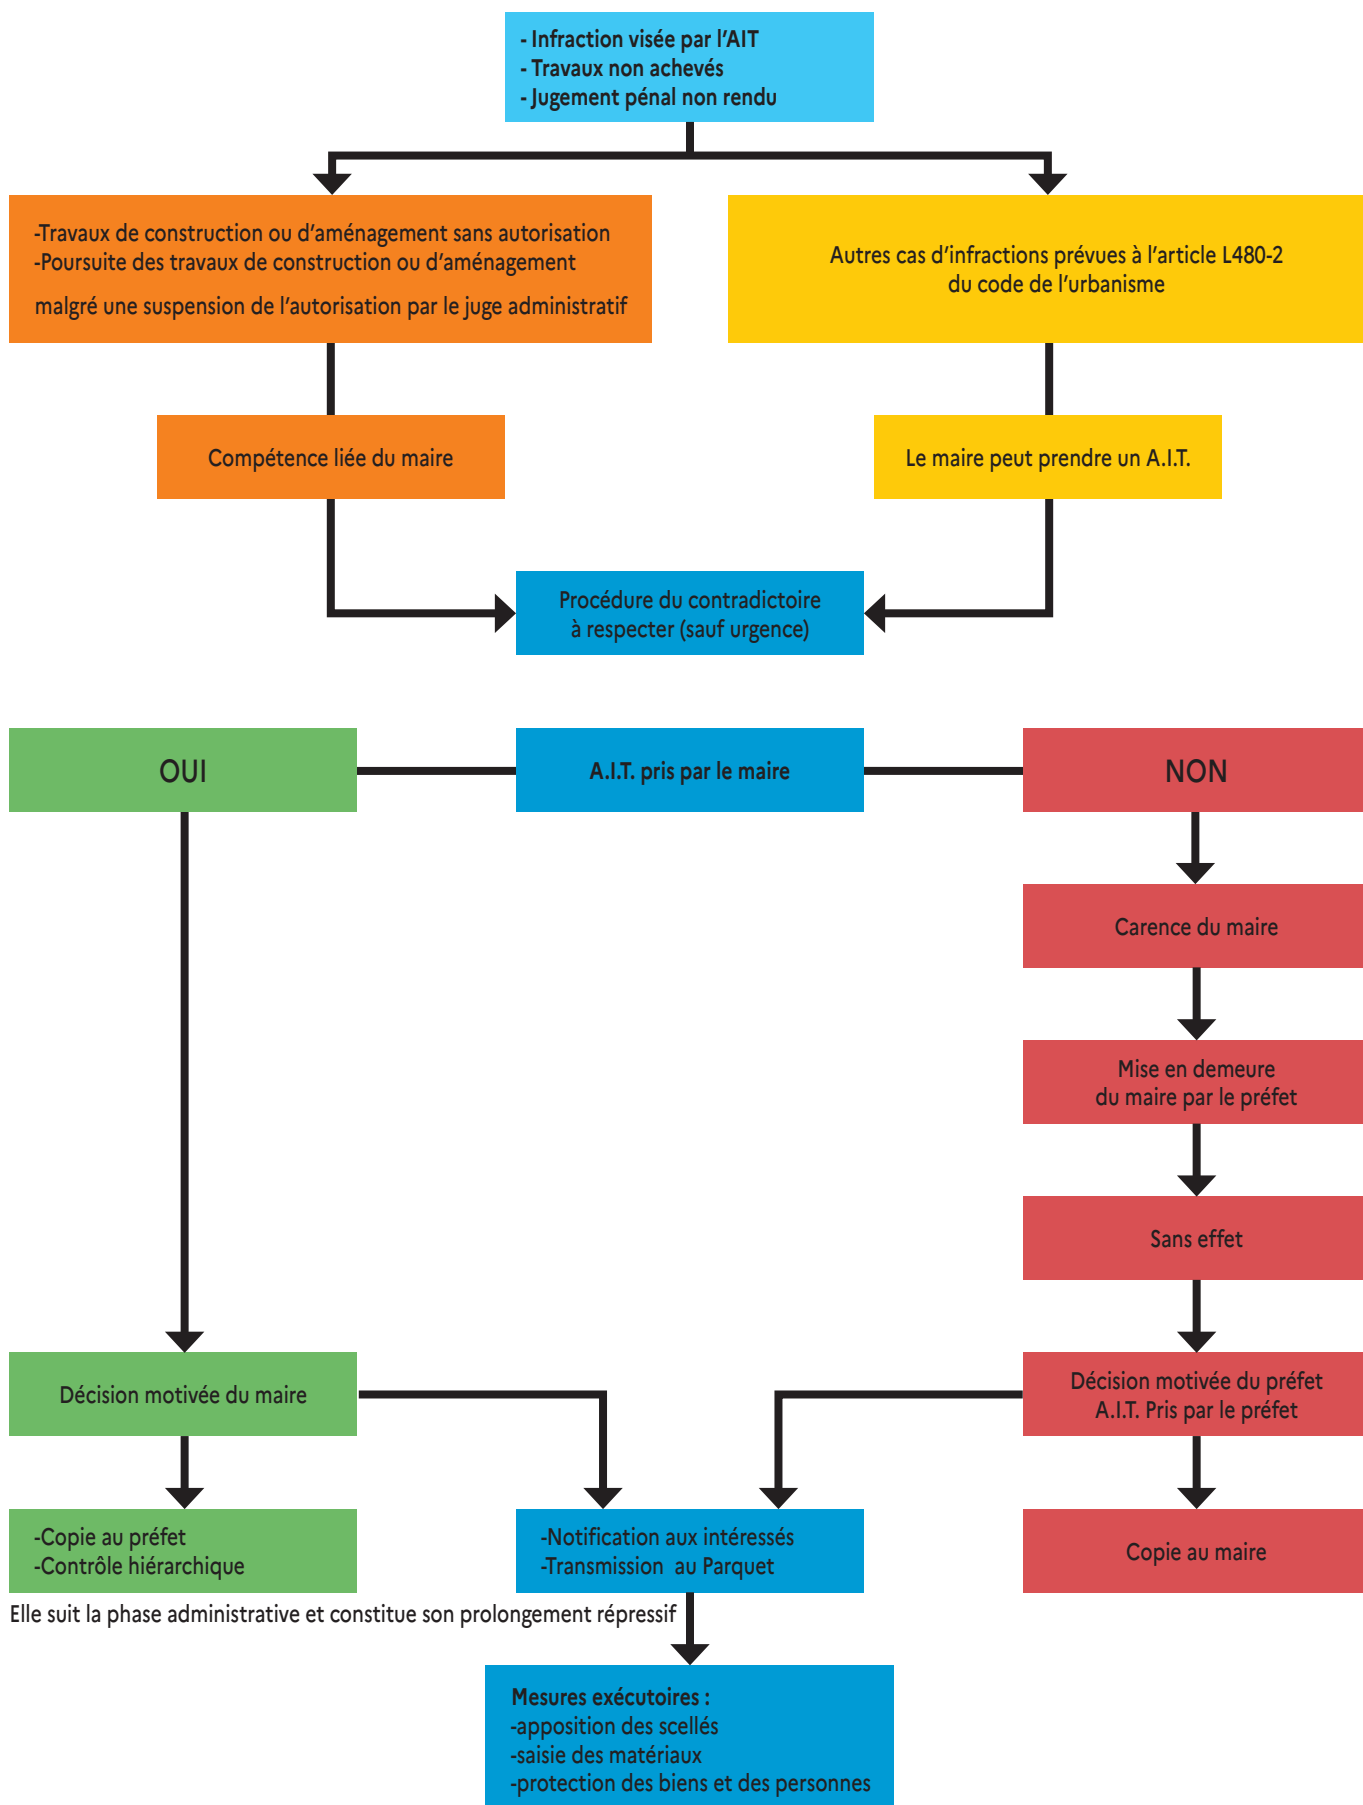 - Infraction visée par l’AIT
- Travaux non achevés
- Jugement pénal non rendu
-Travaux de construction ou d’aménagement sans autorisation
-Poursuite des travaux de construction ou d’aménagement
malgré une suspension de l’autorisation par le juge administratif
Autres cas d’infractions prévues à l’article L480-2
du code de l’urbanisme
Compétence liée du maire
Le maire peut prendre un A.I.T.
Procédure du contradictoire
à respecter (sauf urgence)
OUI
A.I.T. pris par le maire
NON
Carence du maire
Mise en demeure
du maire par le préfet
Sans effet
Décision motivée du maire
Décision motivée du préfet
A.I.T. Pris par le préfet
-Copie au préfet
-Contrôle hiérarchique
-Notification aux intéressés
-Transmission  au Parquet
Copie au maire
Elle suit la phase administrative et constitue son prolongement répressif
Mesures exécutoires :
-apposition des scellés
-saisie des matériaux
-protection des biens et des personnes